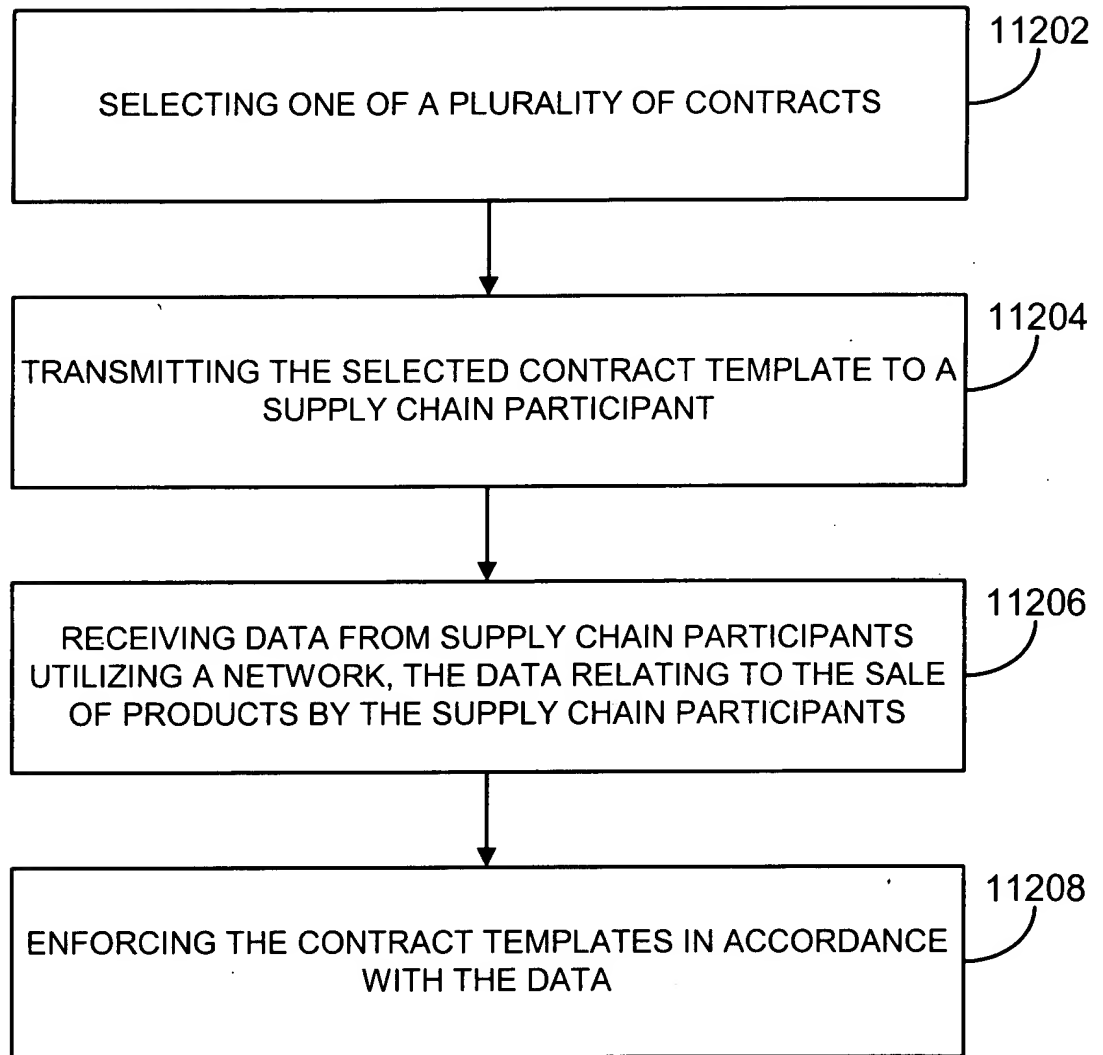 11202
SELECTING ONE OF A PLURALITY OF CONTRACTS
11204
TRANSMITTING THE SELECTED CONTRACT TEMPLATE TO A
SUPPLY CHAIN PARTICIPANT
11206
RECEIVING DATA FROM SUPPLY CHAIN PARTICIPANTS
UTILIZING A NETWORK, THE DATA RELATING TO THE SALE
OF PRODUCTS BY THE SUPPLY CHAIN PARTICIPANTS
11208
ENFORCING THE CONTRACT TEMPLATES IN ACCORDANCE
WITH THE DATA